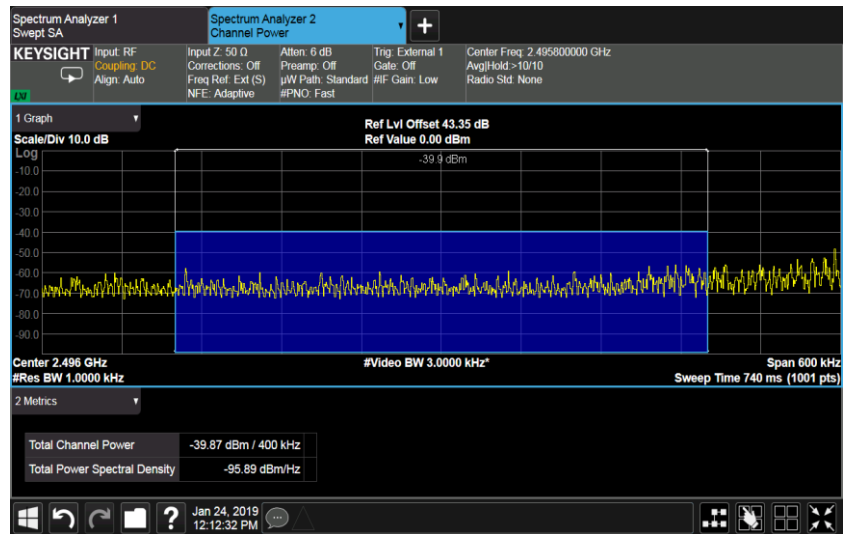 Spectrum Analyzer 1
Swept SA
Spectrum Analyzer 2
Channel Power
+
KEYSIGHT
Input: RF
Coupling: DC
Align: Auto
Input Z: 50 Ω
Corrections: Off
Freq Ref: Ext (S)
NFE: Adaptive
Atten: 6 dB
Preamp: Off
µW Path: Standard
#PNO: Fast
Trig: External 1
Gate: Off
#IF Gain: Low
Center Freq: 2.495800000 GHz
Avg|Hold:>10/10
Radio Std: None
LXI
1 Graph
Scale/Div 10.0 dB
Ref Lvl Offset 43.35 dB
Ref Value 0.00 dBm
Log
-39.9 dBm
-10.0
-20.0
-30.0
-40.0
-50.0
-60.0
-70.0
-80.0
-90.0
Center 2.496 GHz
#Res BW 1.0000 kHz
#Video BW 3.0000 kHz*
Span 600 kHz
Sweep Time 740 ms (1001 pts)
2 Metrics
Total Channel Power -39.87 dBm / 400 kHz
Total Power Spectral Density -95.89 dBm/Hz
?
Jan 24, 2019
12:12:32 PM